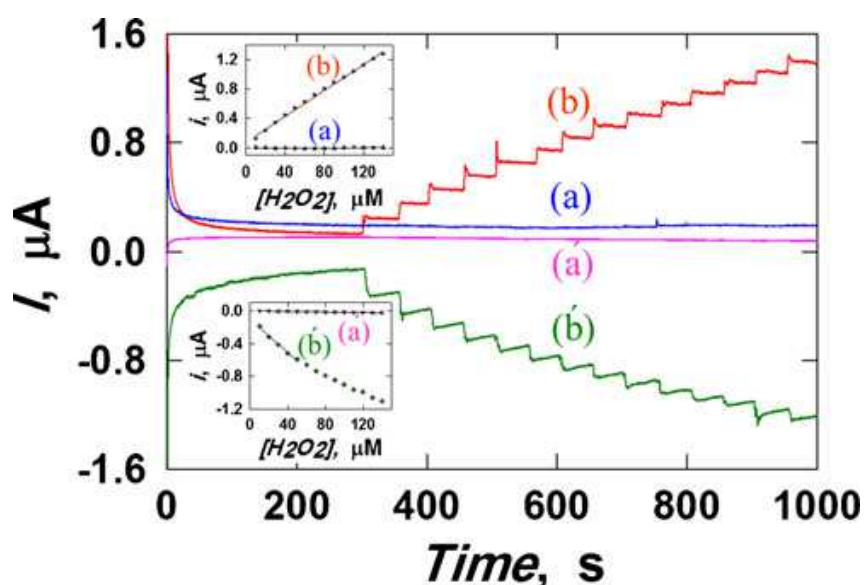 1.6
0.8
0.0
-0.8
-1.6
I, μA
0 200 400 600 800 1000
Time, s
(b)
(a)
(á)
(b́)
1.2
0.8
0.4
0.0
i, μA
(b)
(a)
0 40 80 120
[H2O2], μM
0.0
-0.4
-0.8
-1.2
i, μA
(á)
(b́)
0 40 80 120
[H2O2], μM